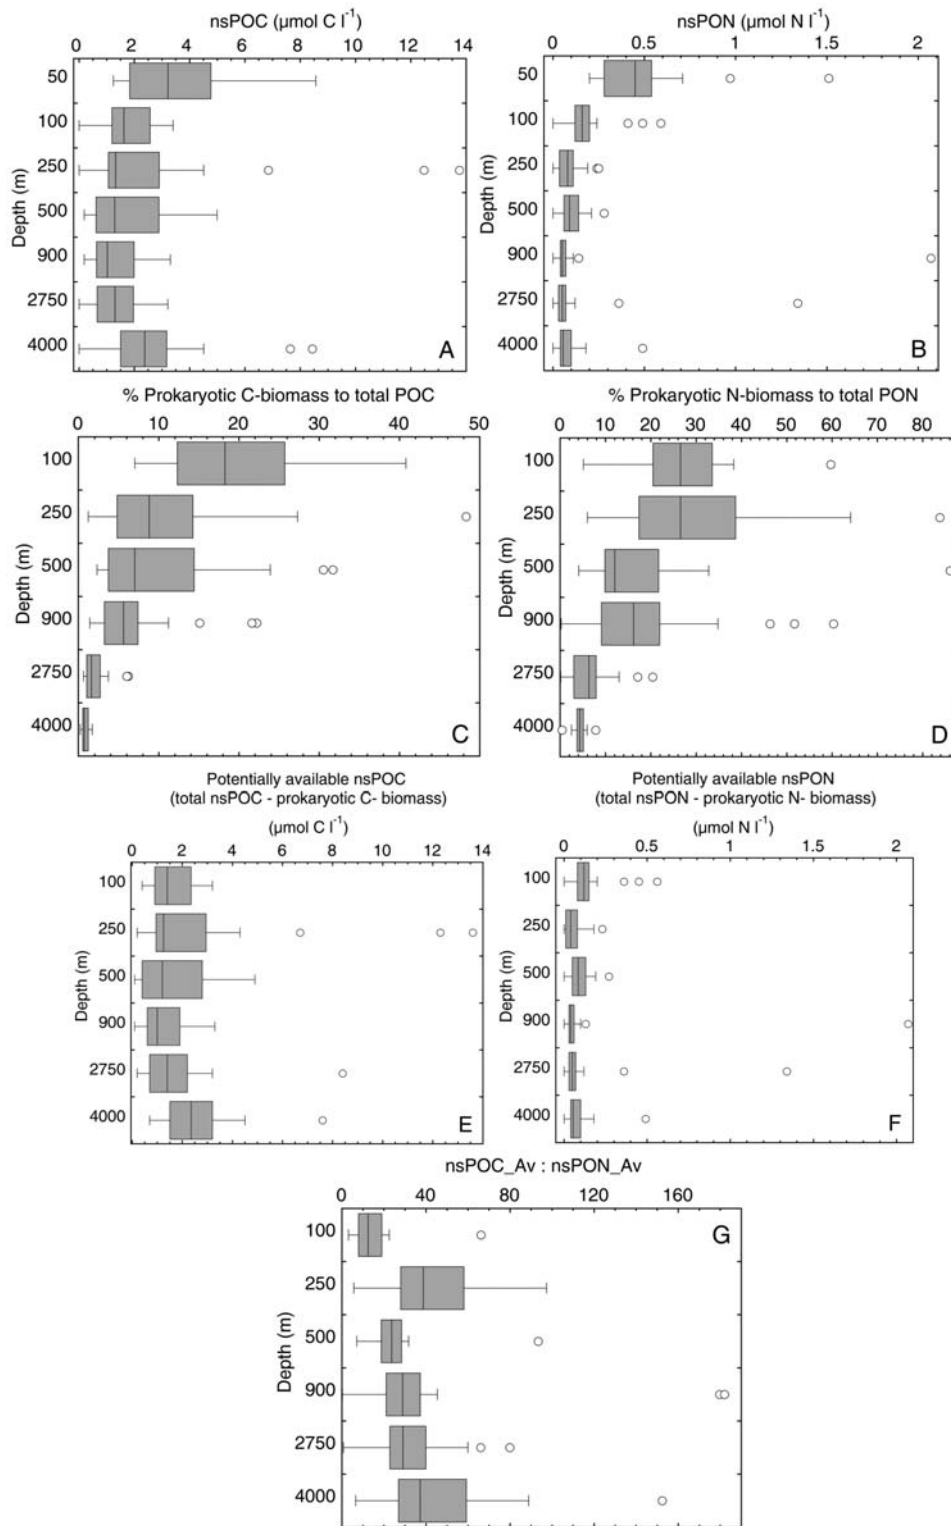 nsPOC (µmol C l⁻¹)
0 2 4 6 8 10 12 14
Depth (m)
50
100
250
500
900
2750
4000
A
nsPON (µmol N l⁻¹)
0 0.5 1 1.5 2
Depth (m)
50
100
250
500
900
2750
4000
B
% Prokaryotic C-biomass to total POC
0 10 20 30 40 50
Depth (m)
100
250
500
900
2750
4000
C
% Prokaryotic N-biomass to total PON
0 10 20 30 40 50 60 70 80
Depth (m)
100
250
500
900
2750
4000
D
Potentially available nsPOC
(total nsPOC - prokaryotic C- biomass)
(µmol C l⁻¹)
0 2 4 6 8 10 12 14
Depth (m)
100
250
500
900
2750
4000
E
Potentially available nsPON
(total nsPON - prokaryotic N- biomass)
(µmol N l⁻¹)
0 0.5 1 1.5 2
Depth (m)
100
250
500
900
2750
4000
F
nsPOC_Av : nsPON_Av
0 40 80 120 160
Depth (m)
100
250
500
900
2750
4000
G